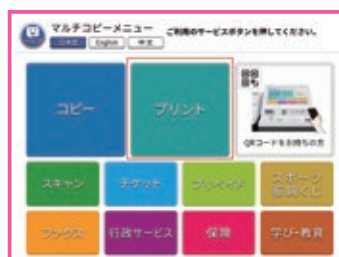 マルチコピーメニュー
ご利用のサービスボタンを押してください。
日本語 English 中文
コピー
プリント
QRコードをお持ちの方
スキャン
チケット
プリペイド
スポーツ
振興くじ
ファクス
行政サービス
保険
学び・教育